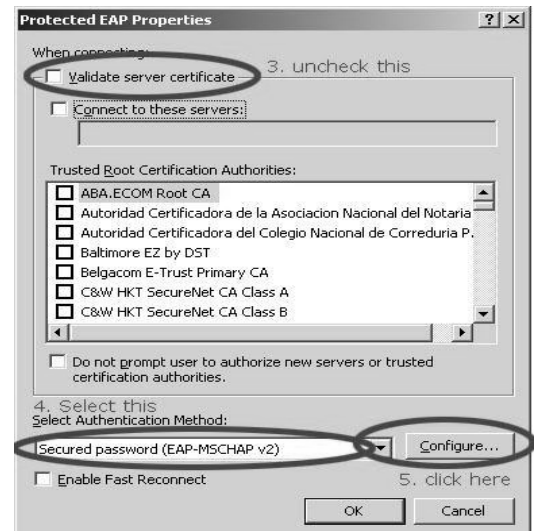 Protected EAP Properties
When connecting:
3. uncheck this
Validate server certificate
Connect to these servers:
Trusted Root Certification Authorities:
ABA.ECOM Root CA
Autoridad Certificadora de la Asociacion Nacional del Notaria
Autoridad Certificadora del Colegio Nacional de Correduria P.
Baltimore EZ by DST
Belgacom E-Trust Primary CA
C&W HKT SecureNet CA Class A
C&W HKT SecureNet CA Class B
Do not prompt user to authorize new servers or trusted
certification authorities.
4. Select this
Select Authentication Method:
Secured password (EAP-MSCHAP v2)
Configure...
Enable Fast Reconnect
5. click here
OK
Cancel